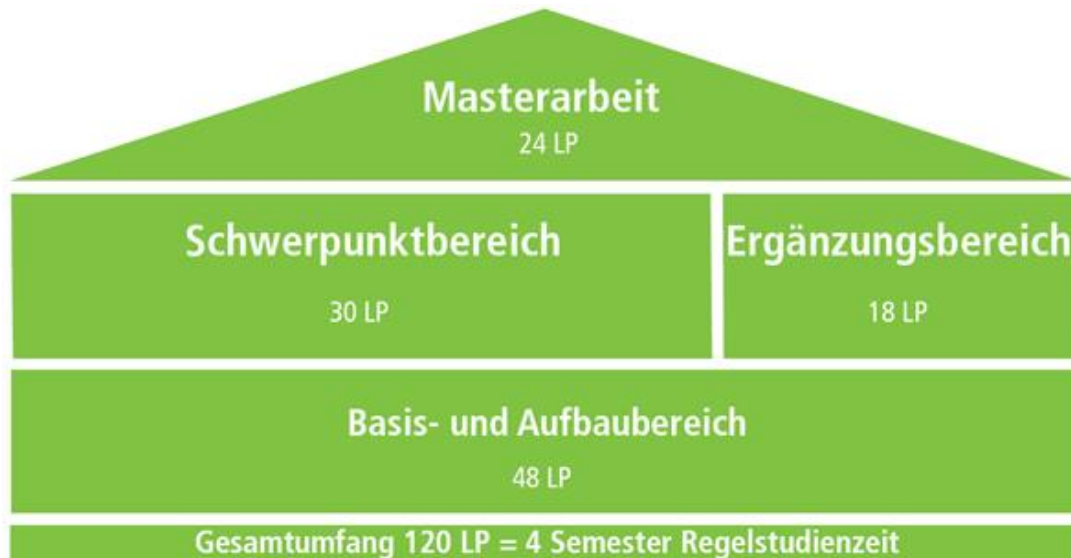 Masterarbeit
24 LP
Schwerpunktbereich
30 LP
Ergänzungsbereich
18 LP
Basis- und Aufbaubereich
48 LP
Gesamtumfang 120 LP = 4 Semester Regelstudienzeit